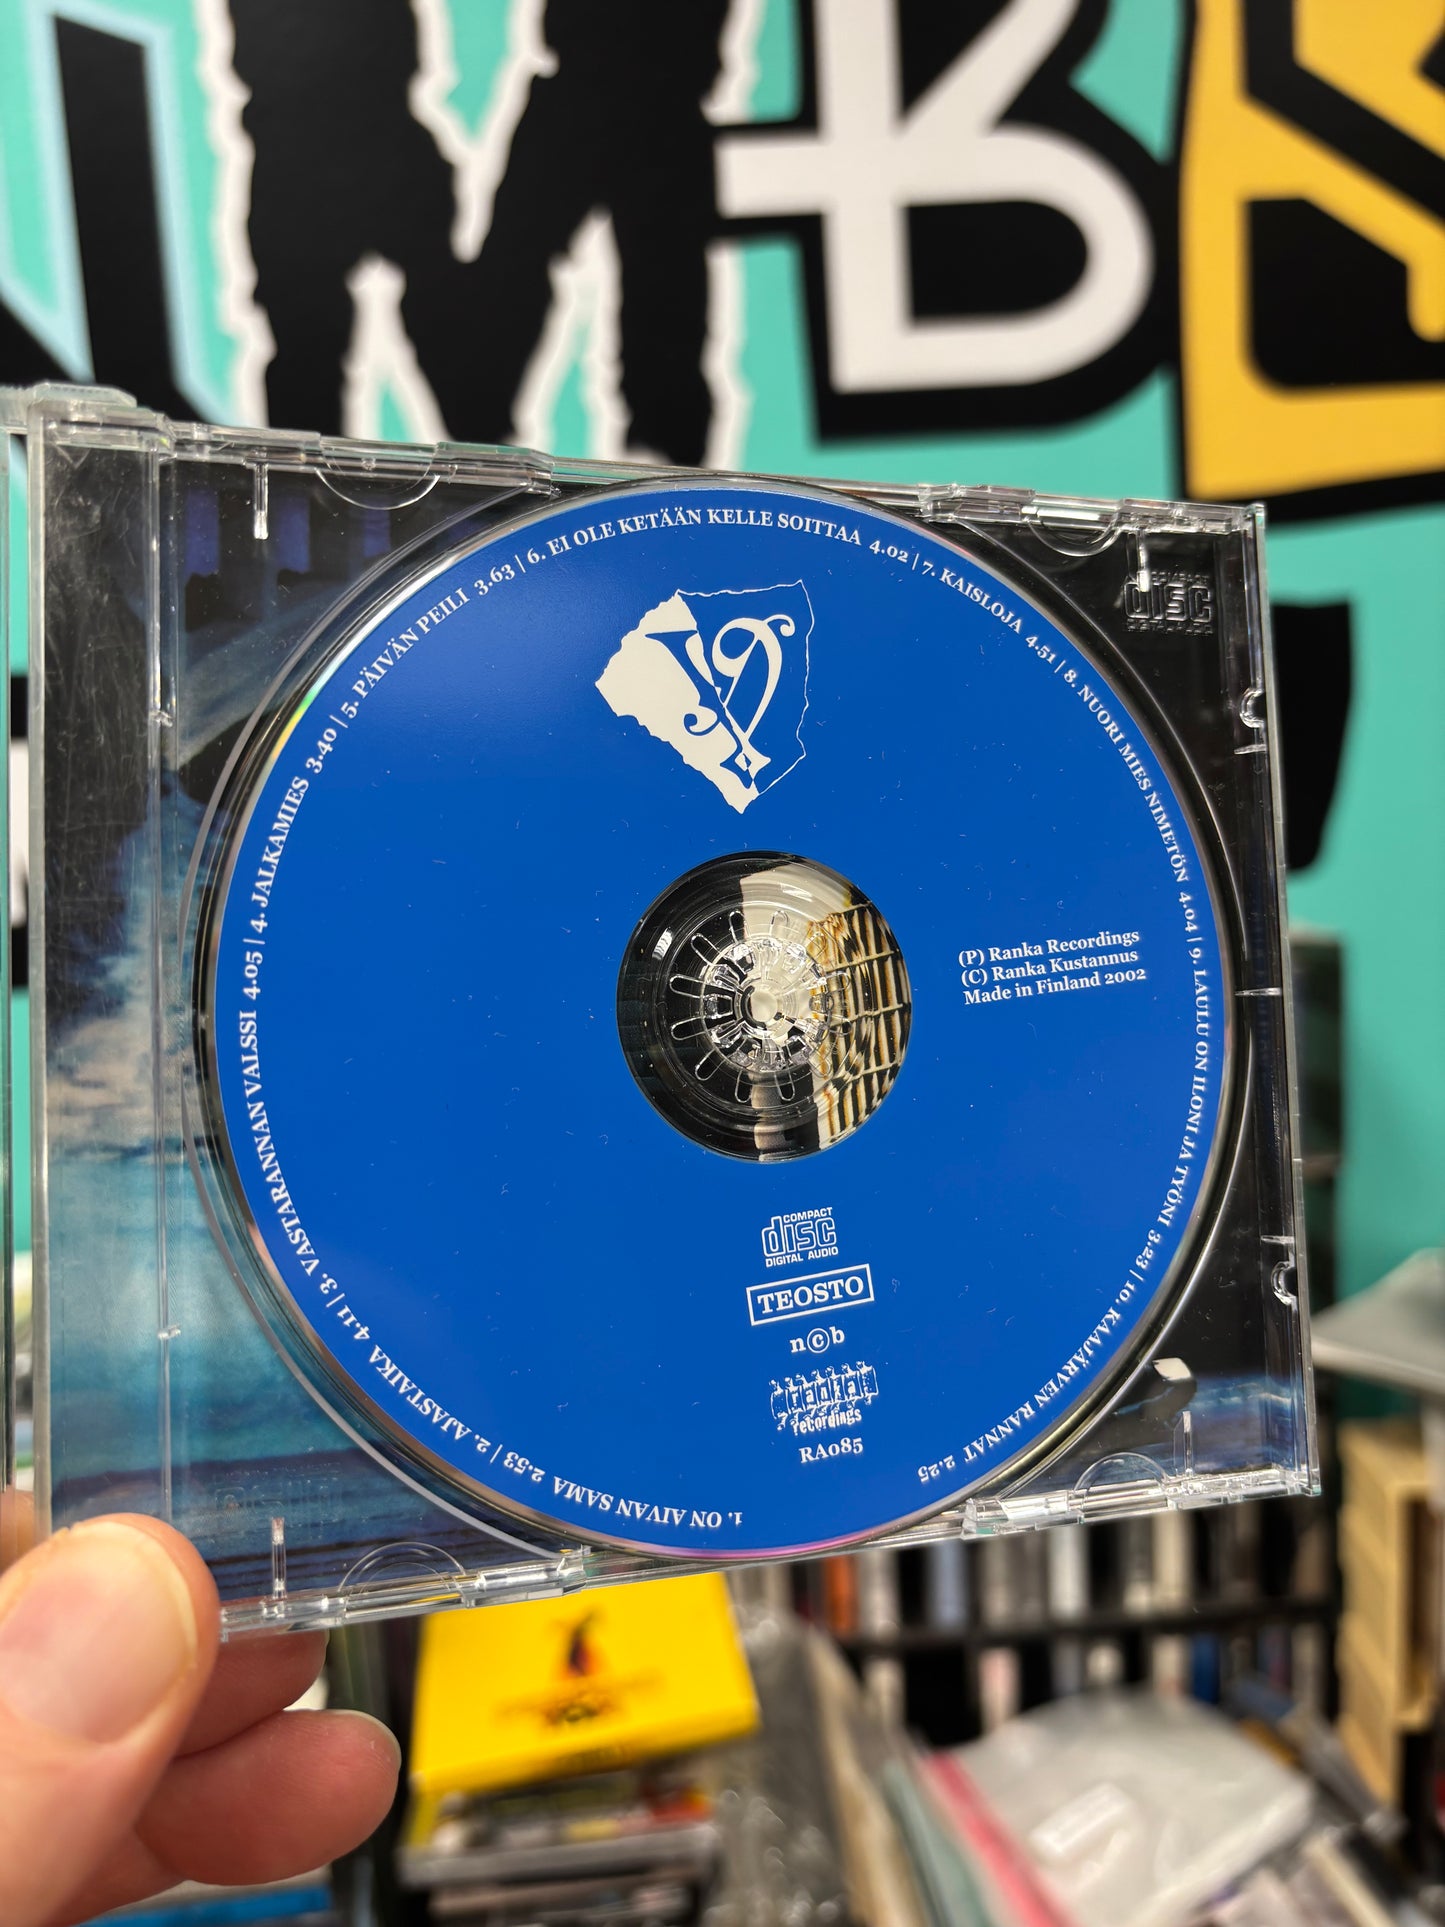 1. ON AIVAN SAMA 2.53 | 2. AJASTAIKA 4.11 | 3. VASTARANNAN VALSSI 4.05 | 4. JALKAMIES 3.40 | 5. PÄIVÄN PEILI 3.63 | 6. EI OLE KETÄÄN KELLE SOITTAA 4.02 | 7. KAISLOJA 4.51 | 8. NUORI MIES NIMETÖN 4.04 | 9. LAULU ON ILONI JA TYÖNI 3.23 | 10. KAAJÄRVEN RANNAT 2.25
(P) Ranka Recordings
(C) Ranka Kustannus
Made in Finland 2002
COMPACT
disc
DIGITAL AUDIO
TEOSTO
n©b
recordings
RA085
disc